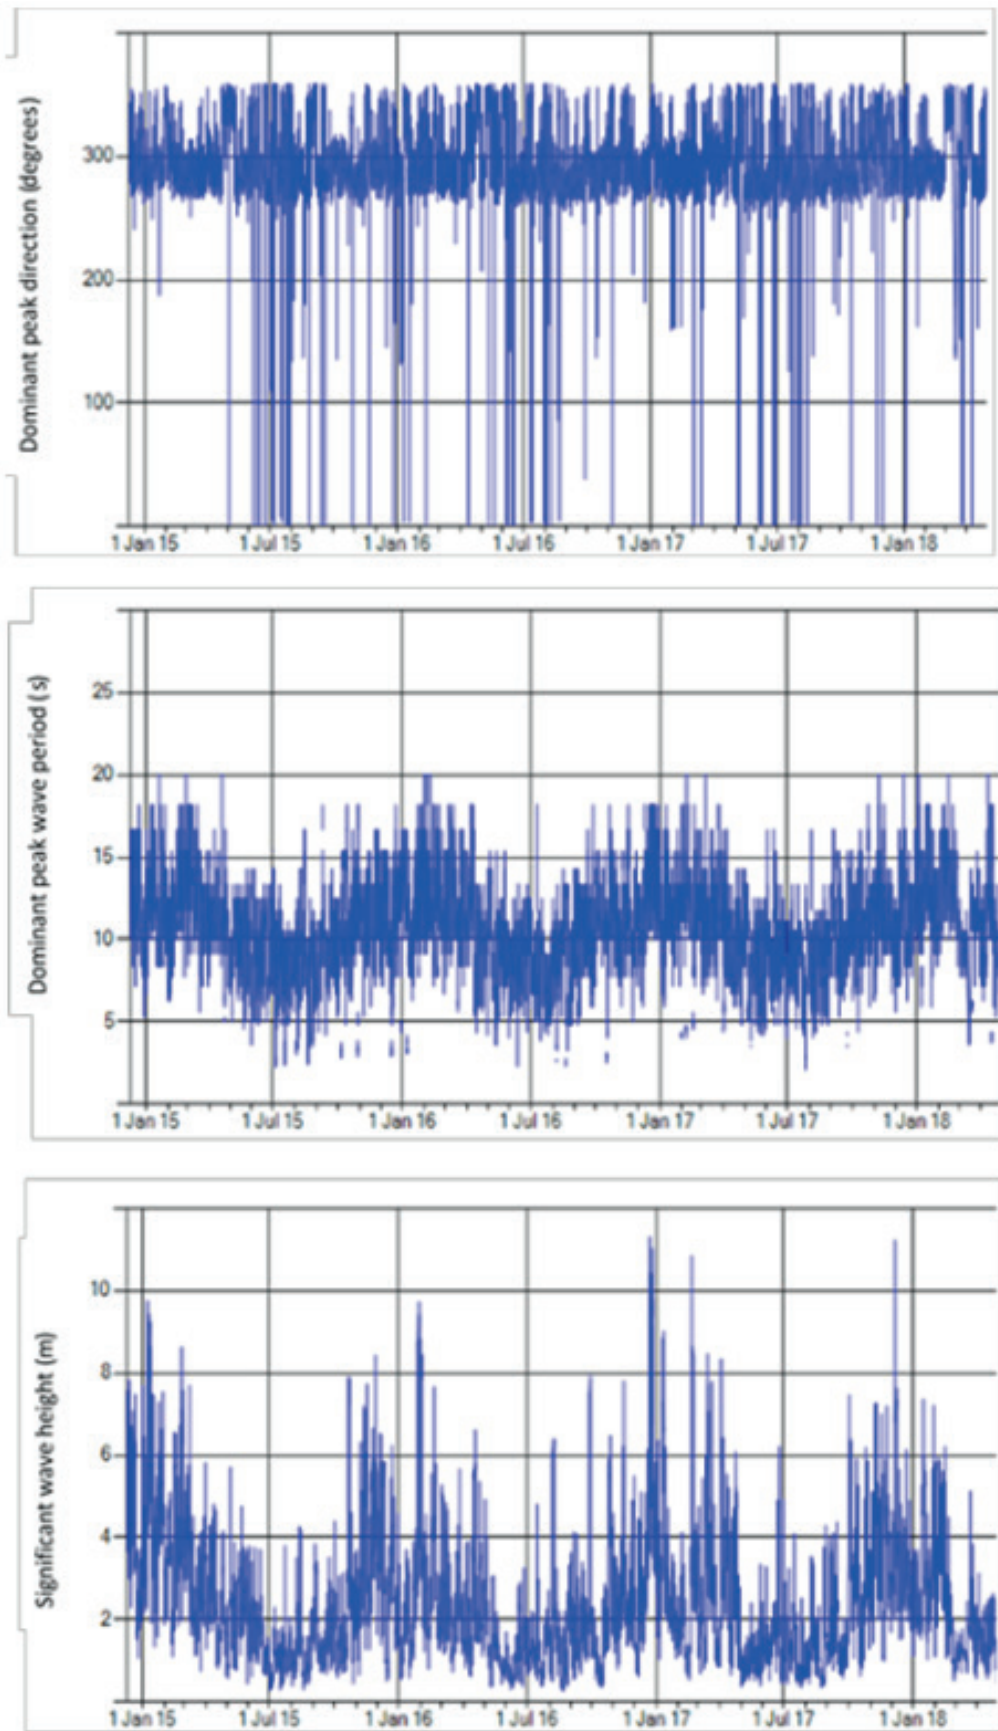 Dominant peak direction (degrees)
300
200
100
1 Jan 15 1 Jul 15 1 Jan 16 1 Jul 16 1 Jan 17 1 Jul 17 1 Jan 18
Dominant peak wave period (s)
25
20
15
10
5
1 Jan 15 1 Jul 15 1 Jan 16 1 Jul 16 1 Jan 17 1 Jul 17 1 Jan 18
Significant wave height (m)
10
8
6
4
2
1 Jan 15 1 Jul 15 1 Jan 16 1 Jul 16 1 Jan 17 1 Jul 17 1 Jan 18